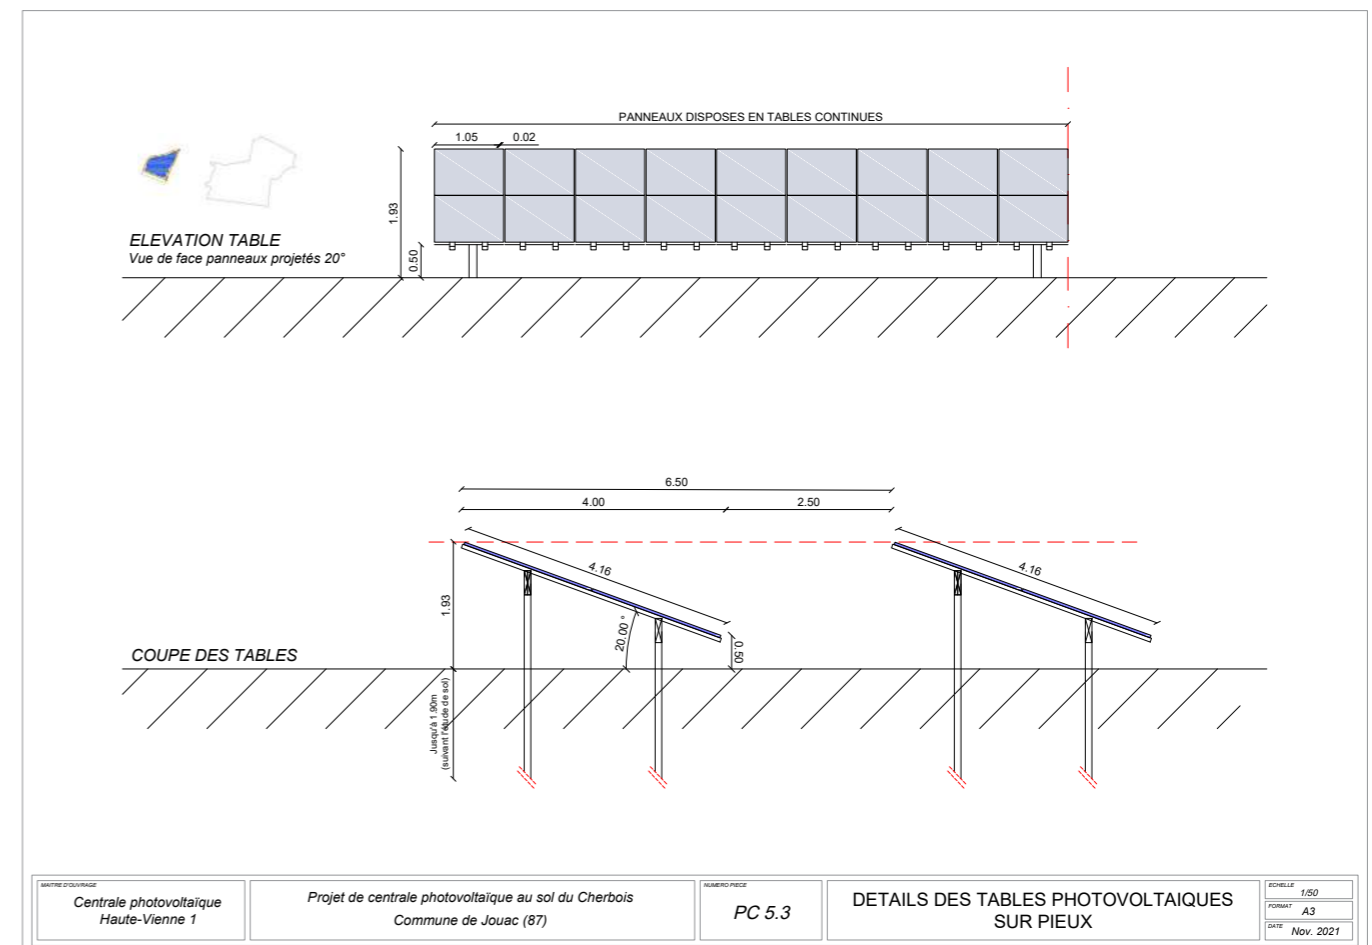 PANNEAUX DISPOSES EN TABLES CONTINUES
1.05
0.02
1.93
0.50
ELEVATION TABLE
Vue de face panneaux projetés 20°
6.50
4.00
2.50
4.16
4.16
1.93
20.00 °
0.50
COUPE DES TABLES
Jusqu'à 1.90m
(suivant l'étude de sol)
MAITRE D'OUVRAGE
Centrale photovoltaïque
Haute-Vienne 1
Projet de centrale photovoltaïque au sol du Cherbois
Commune de Jouac (87)
NUMERO PIECE
PC 5.3
DETAILS DES TABLES PHOTOVOLTAIQUES
SUR PIEUX
ECHELLE
1/50
FORMAT
A3
DATE
Nov. 2021